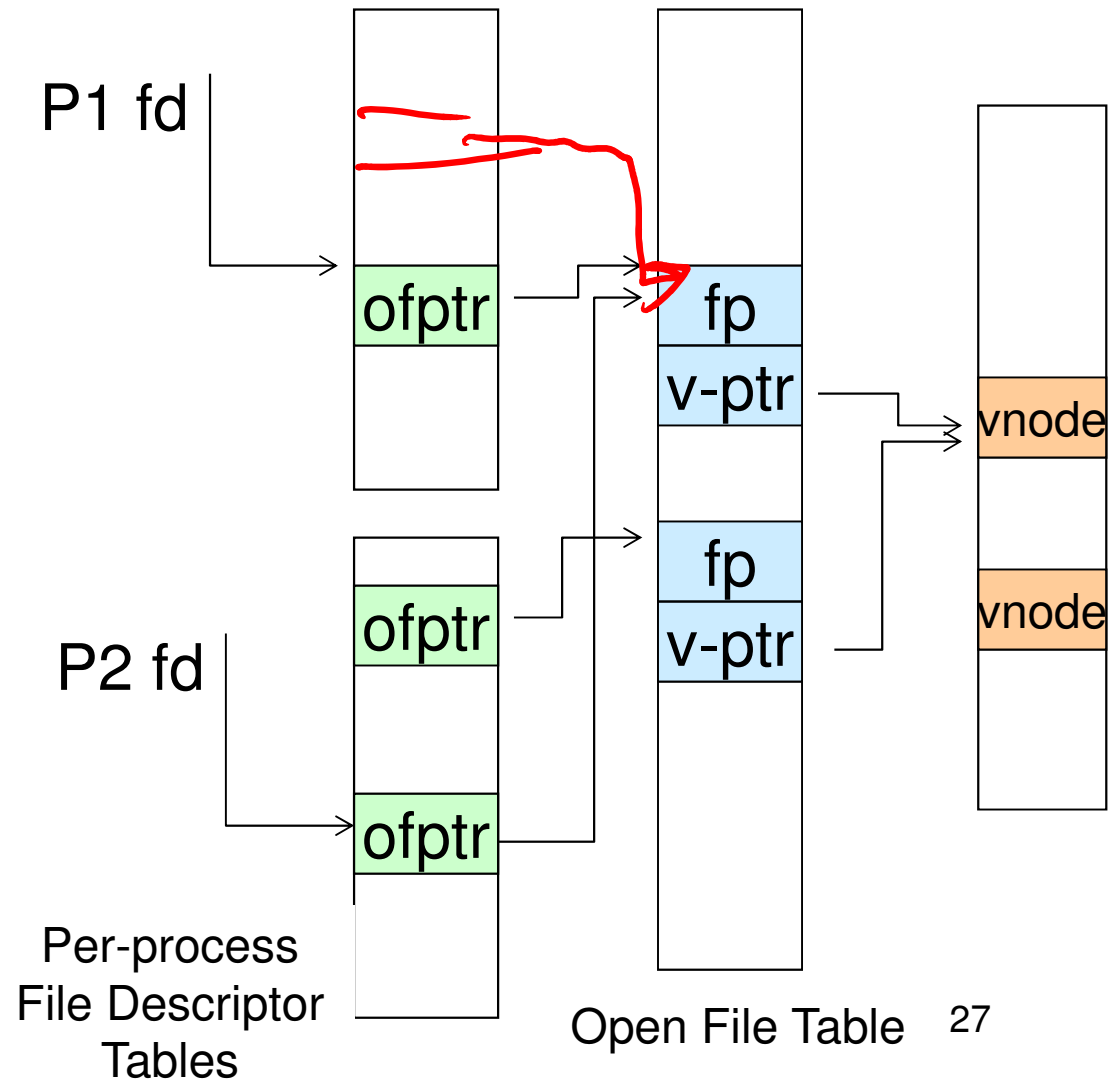 P1 fd
ofptr
fp
v-ptr
vnode
fp
ofptr
v-ptr
vnode
P2 fd
ofptr
Per-process
File Descriptor
Tables
Open File Table
27